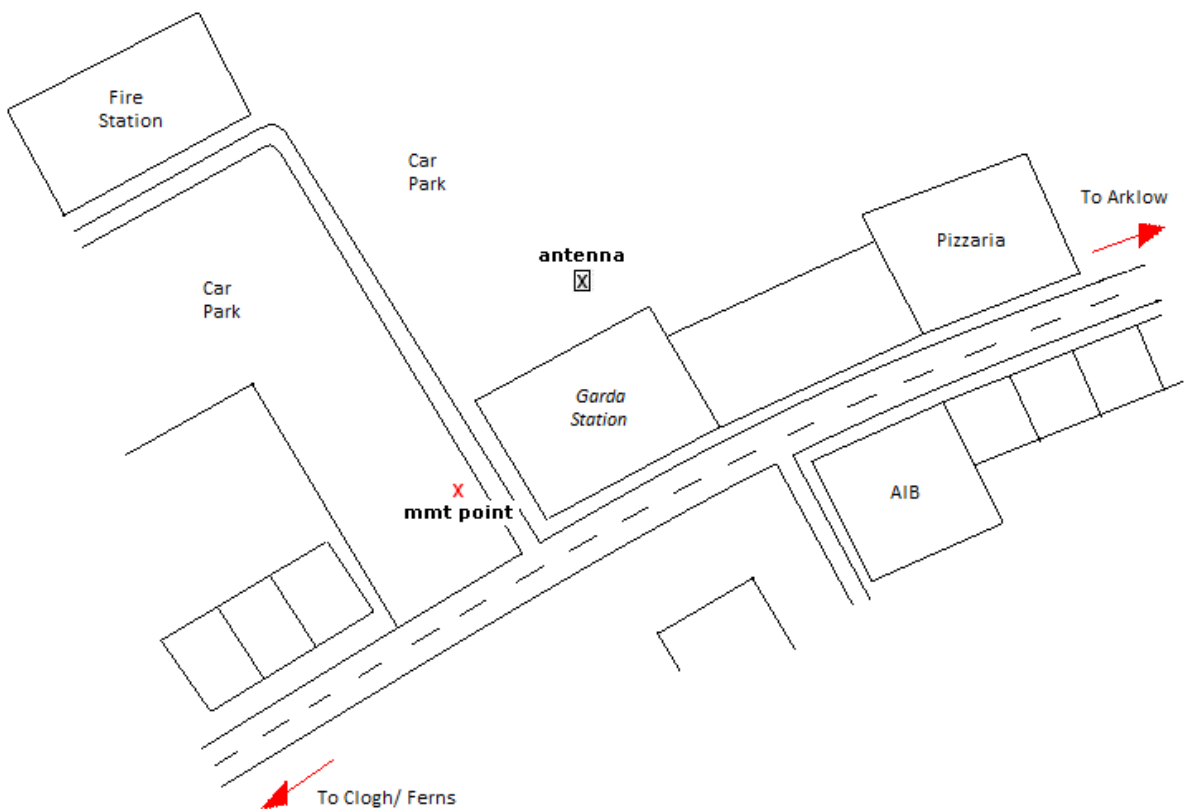 Fire
Station
Car
Park
To Arklow
Pizzaria
antenna
X
Car
Park
Garda
Station
X
mmt point
AIB
To Clogh/ Ferns